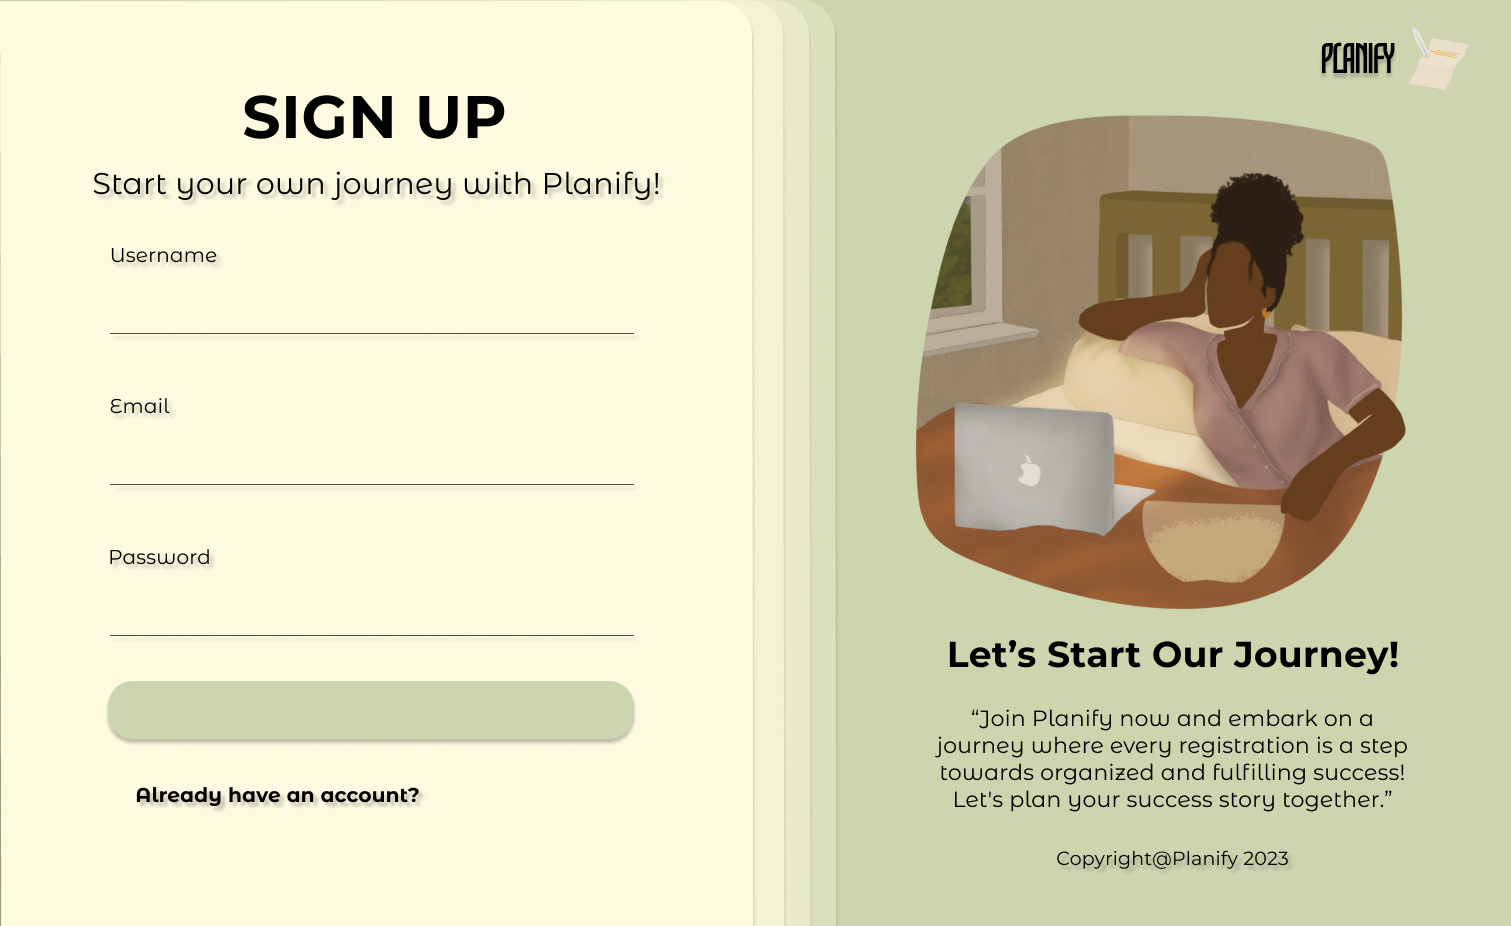 SIGN UP
Start your own journey with Planify!
Username
Email
Password
Already have an account?
PLANIFY
Let’s Start Our Journey!
“Join Planify now and embark on a
journey where every registration is a step
towards organized and fulfilling success!
Let's plan your success story together.”
Copyright@Planify 2023